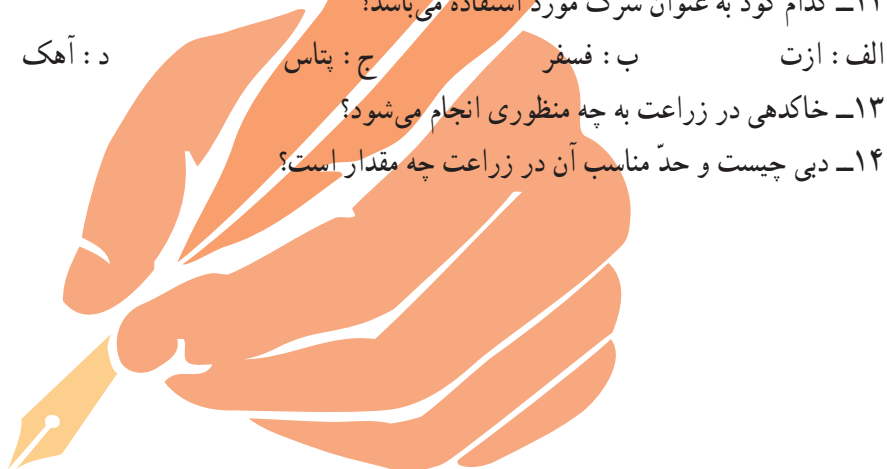 ۱۲ــ کدام کود به عنوان سرک مورد استفاده می‌باشد؟
الف : ازت ب : فسفر ج : پتاس د : آهک
۱۳ــ خاکدهی در زراعت به چه منظوری انجام می‌شود؟
۱۴ــ دبی چیست و حدّ مناسب آن در زراعت چه مقدار است؟